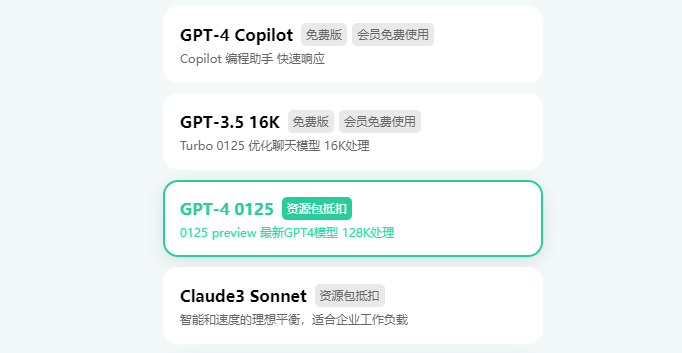 GPT-4 Copilot 免费版 会员免费使用
Copilot 编程助手 快速响应
GPT-3.5 16K 免费版 会员免费使用
Turbo 0125 优化聊天模型 16K处理
GPT-4 0125 资源包抵扣
0125 preview 最新GPT4模型 128K处理
Claude3 Sonnet 资源包抵扣
智能和速度的理想平衡，适合企业工作负载